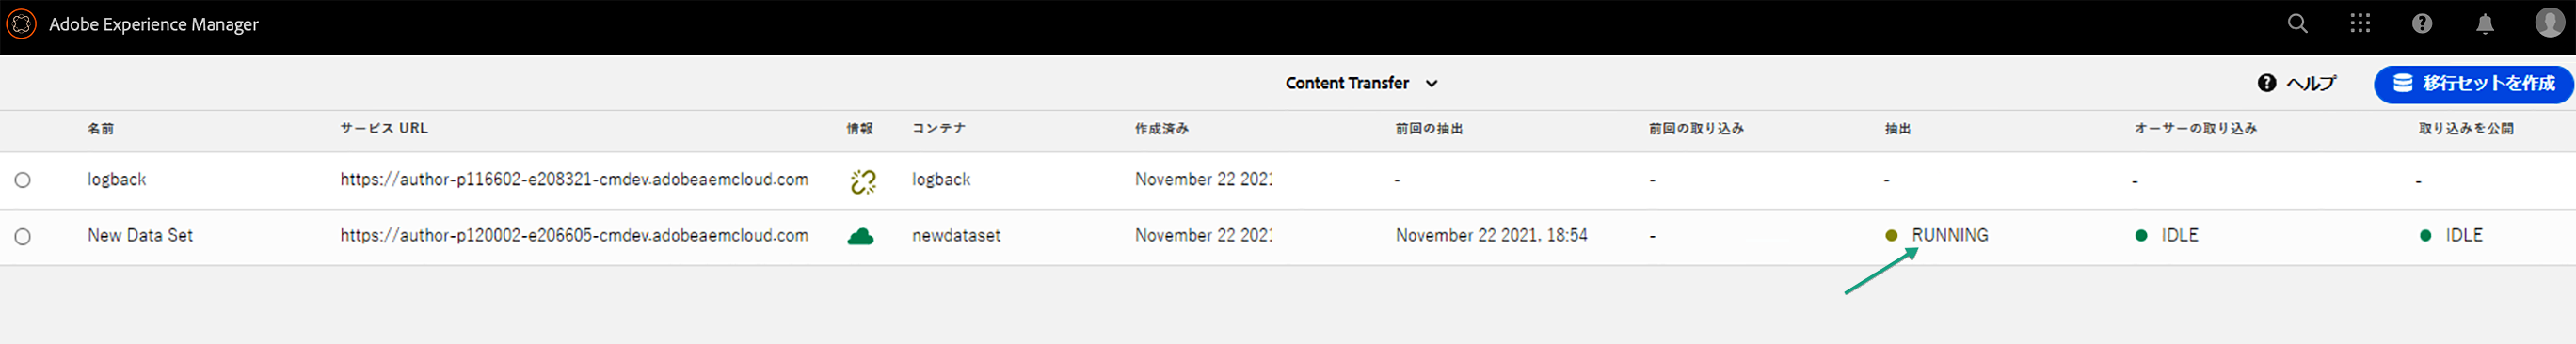 Adobe Experience Manager
Content Transfer
ヘルプ
移行セットを作成
名前 サービス URL 情報 コンテナ 作成済み 前回の抽出 前回の取り込み 抽出 オーサーの取り込み 取り込みを公開
logback https://author-p116602-e208321-cmdev.adobeaemcloud.com logback November 22 2021 - - - - -
New Data Set https://author-p120002-e206605-cmdev.adobeaemcloud.com newdataset November 22 2021 November 22 2021, 18:54 - RUNNING IDLE IDLE